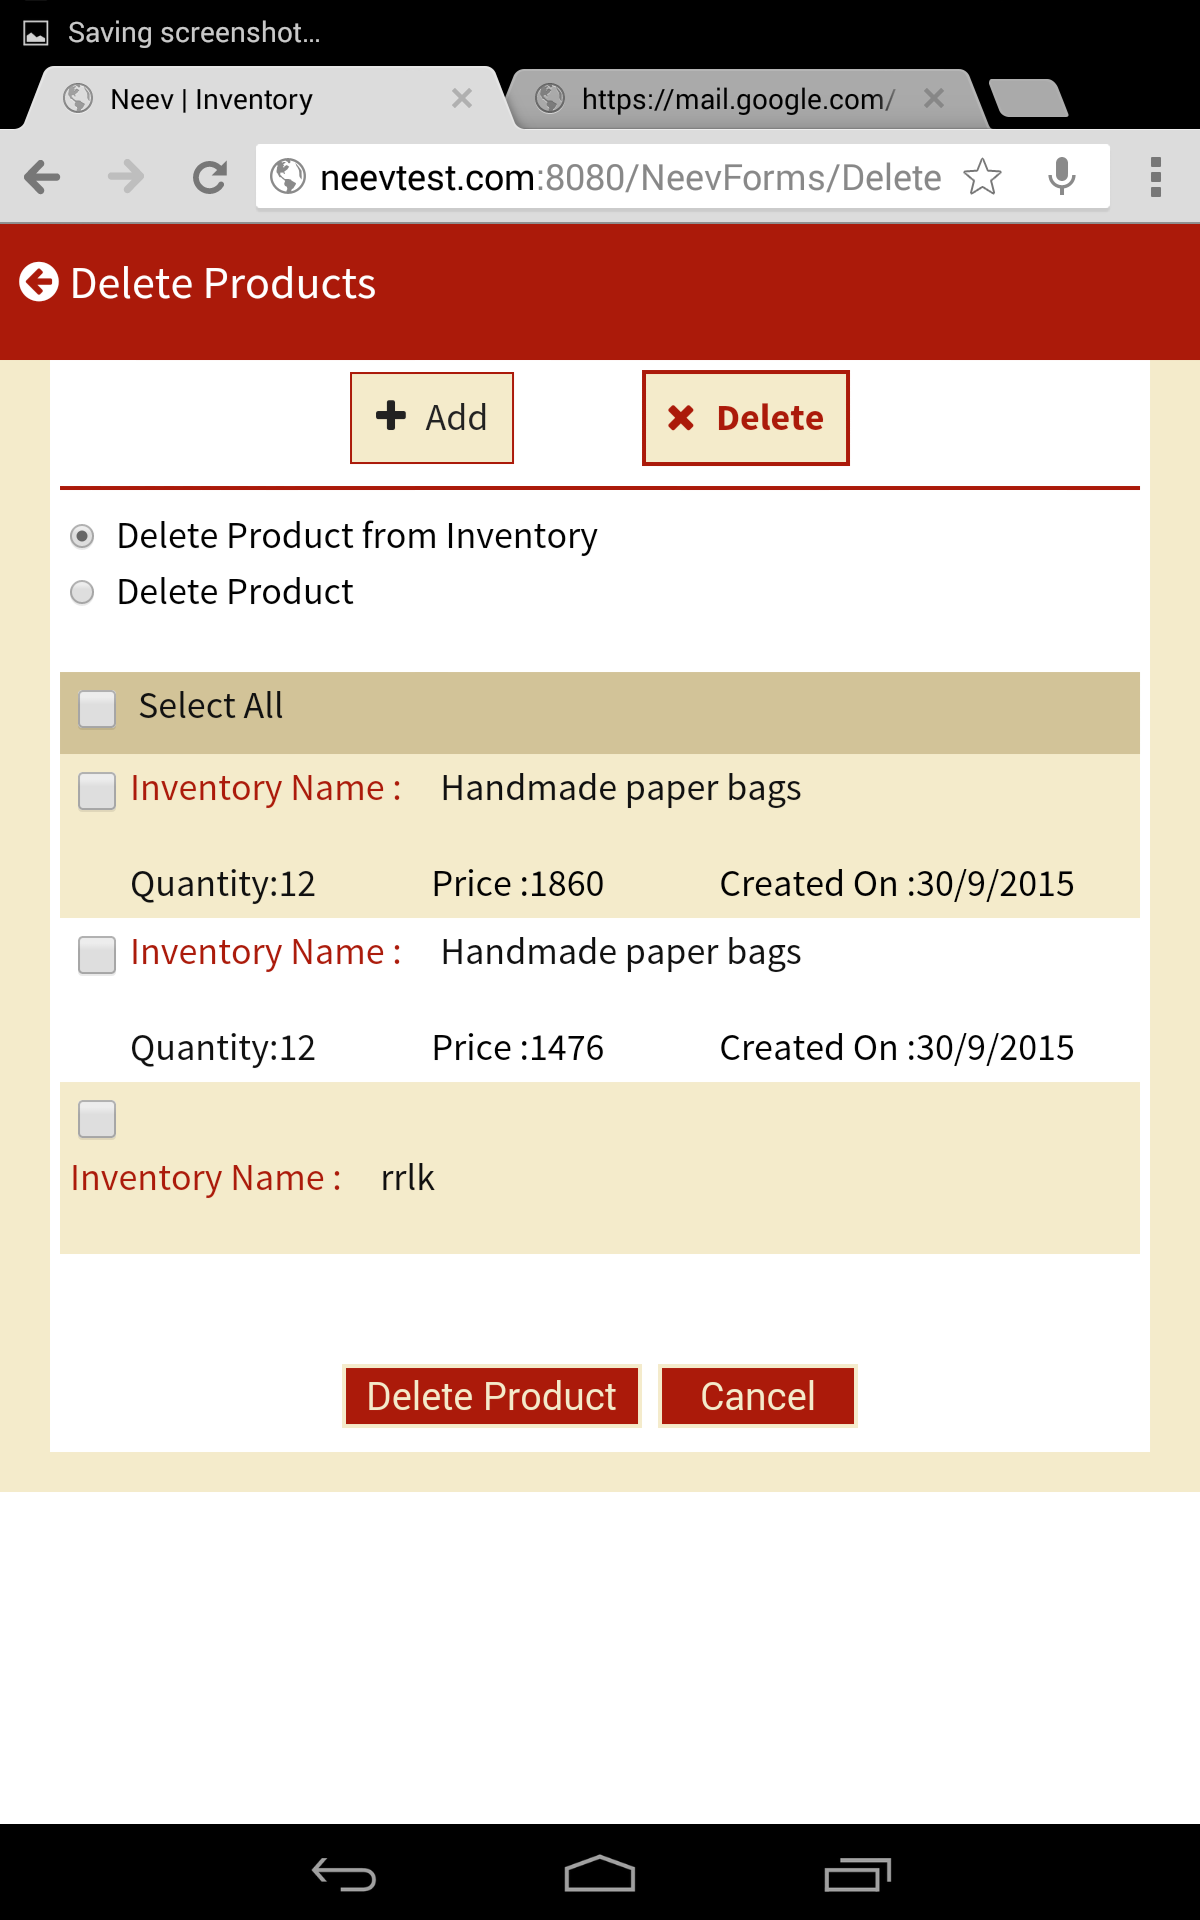 Saving screenshot...
Neev | Inventory
https://mail.google.com/
neevtest.com:8080/NeevForms/Delete
Delete Products
Add Delete
Delete Product from Inventory
Delete Product
Select All
Inventory Name : Handmade paper bags
Quantity:12 Price :1860 Created On :30/9/2015
Inventory Name : Handmade paper bags
Quantity:12 Price :1476 Created On :30/9/2015
Inventory Name : rrlk
Delete Product Cancel